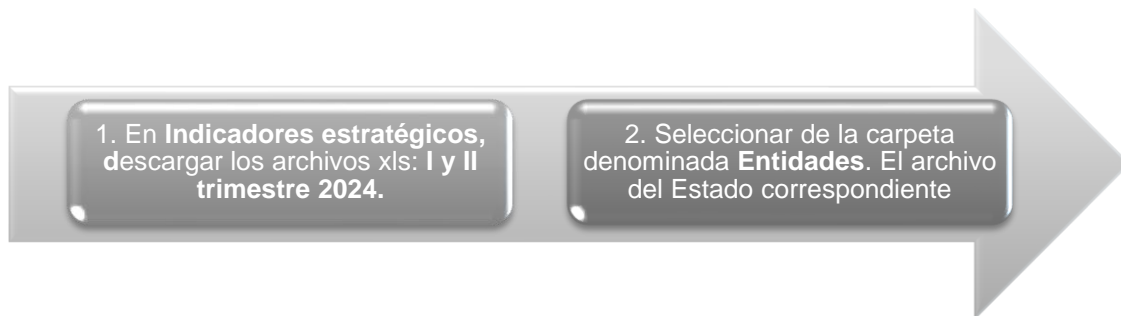 1. En Indicadores estratégicos,
descargar los archivos xls: I y II
trimestre 2024.
2. Seleccionar de la carpeta
denominada Entidades. El archivo
del Estado correspondiente